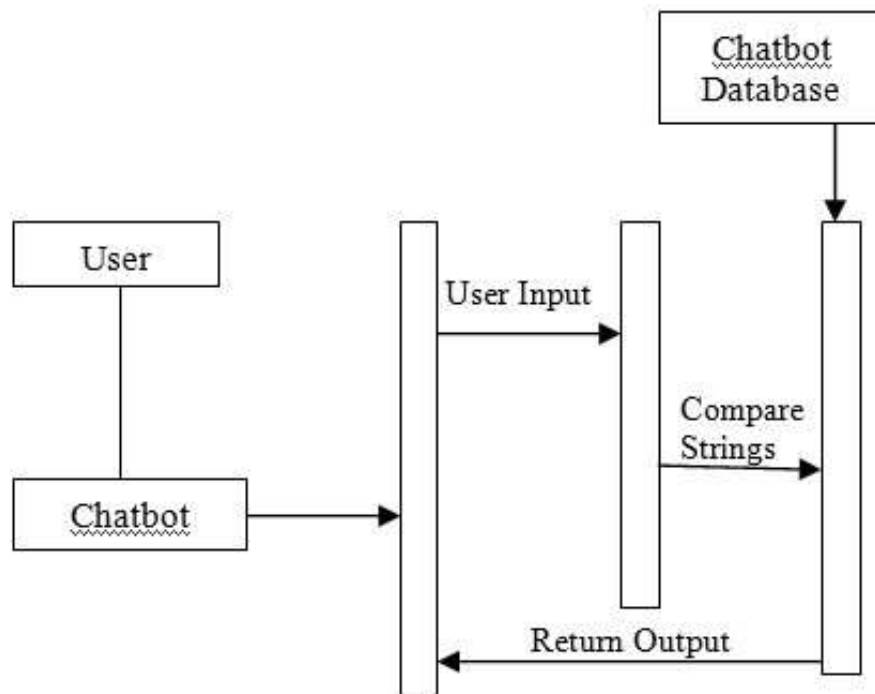 Chatbot
Database
User
User Input
Compare
Strings
Chatbot
Return Output